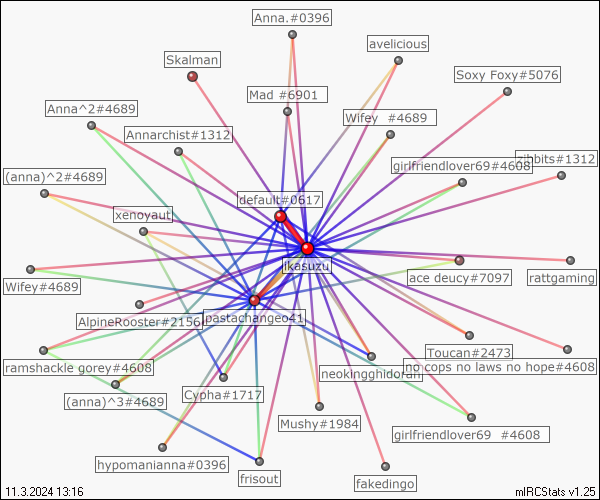 Anna.#0396
avelicious
Skalman
Soxy Foxy#5076
Mad #6901
Anna^2#4689
Wifey  #4689
Annarchist#1312
zibbits#1312
girlfriendlover69#4608
(anna)^2#4689
default#0617
xenoyaut
ikasuzu
ace deucy#7097
rattgaming
Wifey#4689
AlpineRooster#2156
pastachangeo41
Toucan#2473
ramshackle gorey#4608
neokingghidorah
no cops no laws no hope#4608
Cypha#1717
(anna)^3#4689
Mushy#1984
girlfriendlover69  #4608
hypomanianna#0396
frisout
fakedingo
11.3.2024 13:16
mIRCStats v1.25